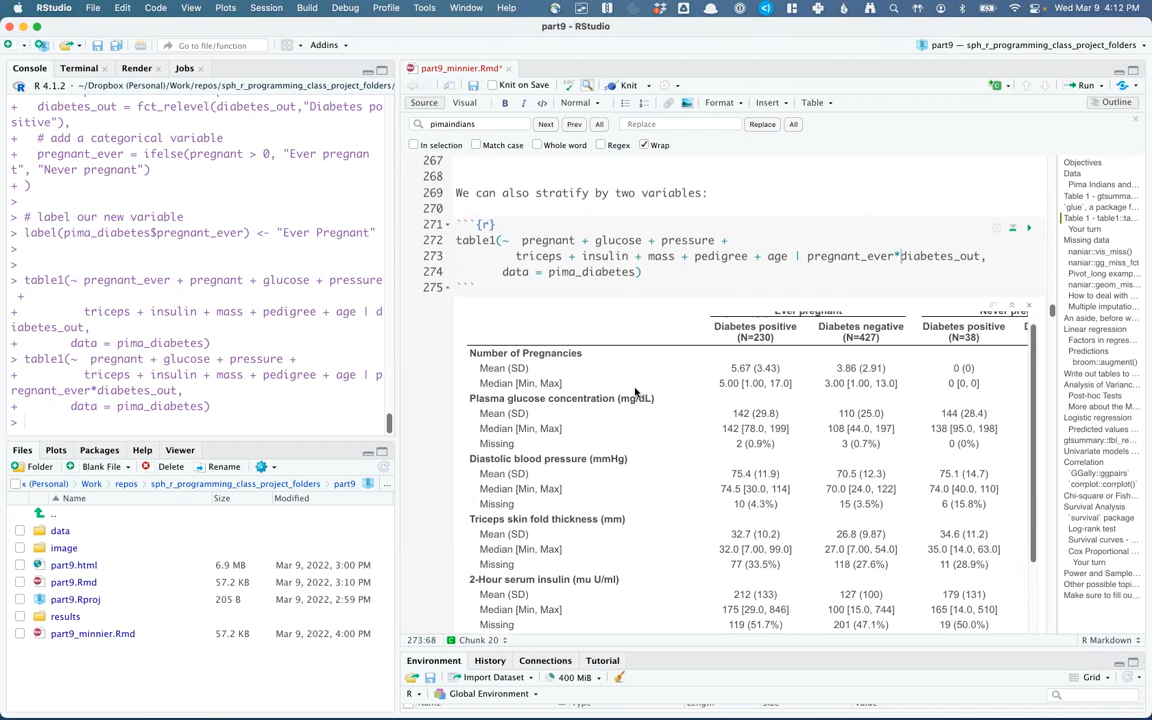 RStudio File Edit Code View Plots Session Build Debug Profile Tools Window Help Wed Mar 9 4:12 PM
part9 - RStudio
Go to file/function Addins part9 — sph_r_programming_class_project_folders
Console Terminal Render Jobs
R 4.1.2 · ~/Dropbox (Personal)/Work/repos/sph_r_programming_class_project_folders/
+ diabetes_out = fct_relevel(diabetes_out,"Diabetes po
sitive"),
+ # add a categorical variable
+ pregnant_ever = ifelse(pregnant > 0, "Ever pregnan
t", "Never pregnant")
+ )
>
> # label our new variable
> label(pima_diabetes$pregnant_ever) <- "Ever Pregnant"
>
>
> table1(~ pregnant_ever + pregnant + glucose + pressure
+
+ triceps + insulin + mass + pedigree + age | d
iabetes_out,
+ data = pima_diabetes)
> table1(~ pregnant + glucose + pressure +
+ triceps + insulin + mass + pedigree + age | p
regnant_ever*diabetes_out,
+ data = pima_diabetes)
>
Files Plots Packages Help Viewer
Folder Blank File Delete Rename
x (Personal) Work repos sph_r_programming_class_project_folders part9 ...
Name Size Modified
..
data
image
part9.html 6.9 MB Mar 9, 2022, 3:00 PM
part9.Rmd 57.2 KB Mar 9, 2022, 3:10 PM
part9.Rproj 205 B Mar 9, 2022, 2:59 PM
results
part9_minnier.Rmd 57.2 KB Mar 9, 2022, 4:00 PM
part9_minnier.Rmd*
Knit on Save Knit Run
Source Visual B I Normal Format Insert Table Outline
pimaindians Next Prev All Replace Replace All
In selection Match case Whole word Regex Wrap
267
268
269 We can also stratify by two variables:
270
271 ```{r}
272 table1(~ pregnant + glucose + pressure +
273 triceps + insulin + mass + pedigree + age | pregnant_ever*diabetes_out,
274 data = pima_diabetes)
275 ```
Ever pregnant
Diabetes positive Diabetes negative Diabetes positive
(N=230) (N=427) (N=38)
Number of Pregnancies
Mean (SD) 5.67 (3.43) 3.86 (2.91) 0 (0)
Median [Min, Max] 5.00 [1.00, 17.0] 3.00 [1.00, 13.0] 0 [0, 0]
Plasma glucose concentration (mg/dL)
Mean (SD) 142 (29.8) 110 (25.0) 144 (28.4)
Median [Min, Max] 142 [78.0, 199] 108 [44.0, 197] 138 [95.0, 198]
Missing 2 (0.9%) 3 (0.7%) 0 (0%)
Diastolic blood pressure (mmHg)
Mean (SD) 75.4 (11.9) 70.5 (12.3) 75.1 (14.7)
Median [Min, Max] 74.5 [30.0, 114] 70.0 [24.0, 122] 74.0 [40.0, 110]
Missing 10 (4.3%) 15 (3.5%) 6 (15.8%)
Triceps skin fold thickness (mm)
Mean (SD) 32.7 (10.2) 26.8 (9.87) 34.6 (11.2)
Median [Min, Max] 32.0 [7.00, 99.0] 27.0 [7.00, 54.0] 35.0 [14.0, 63.0]
Missing 77 (33.5%) 118 (27.6%) 11 (28.9%)
2-Hour serum insulin (mu U/ml)
Mean (SD) 212 (133) 127 (100) 179 (131)
Median [Min, Max] 175 [29.0, 846] 100 [15.0, 744] 165 [14.0, 510]
Missing 119 (51.7%) 201 (47.1%) 19 (50.0%)
Objectives
Data
Pima Indians and...
Table 1 - gtsumma...
`glue`, a package f...
Table 1 - table1::ta...
Your turn
Missing data
naniar::vis_miss()
naniar::gg_miss_fct
Pivot_long examp...
naniar::geom_mis...
How to deal with ...
Multiple imputatio...
An aside, before w...
Linear regression
Factors in regres...
Predictions
broom::augment()
Write out tables to ...
Analysis of Varianc...
Post-hoc Tests
More about the M...
Logistic regression
Predicted values ...
gtsummary::tbl_re...
Univariate models ...
Correlation
`GGally::ggpairs`
`corrplot::corrplot()`
Chi-square or Fish...
Survival Analysis
`survival` package
Log-rank test
Survival curves - ...
Cox Proportional ...
Your turn
Power and Sample...
Other possible topi...
Make sure to fill ou...
273:68 Chunk 20 R Markdown
Environment History Connections Tutorial
Import Dataset 400 MiB Grid
R Global Environment